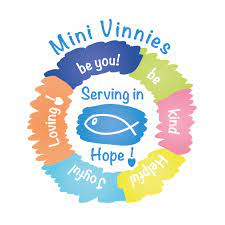 Mini Vinnies
be you!
be
Kind
Helpful
Joyful
Loving!
Serving in
Hope!